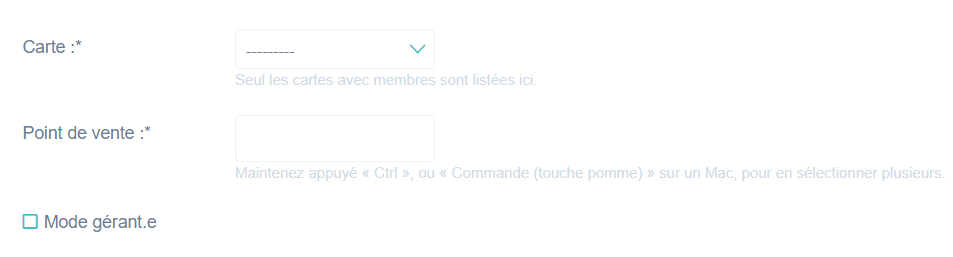 Carte :*
---------
Seul les cartes avec membres sont listées ici.
Point de vente :*
Maintenez appuyé « Ctrl », ou « Commande (touche pomme) » sur un Mac, pour en sélectionner plusieurs.
Mode gérant.e